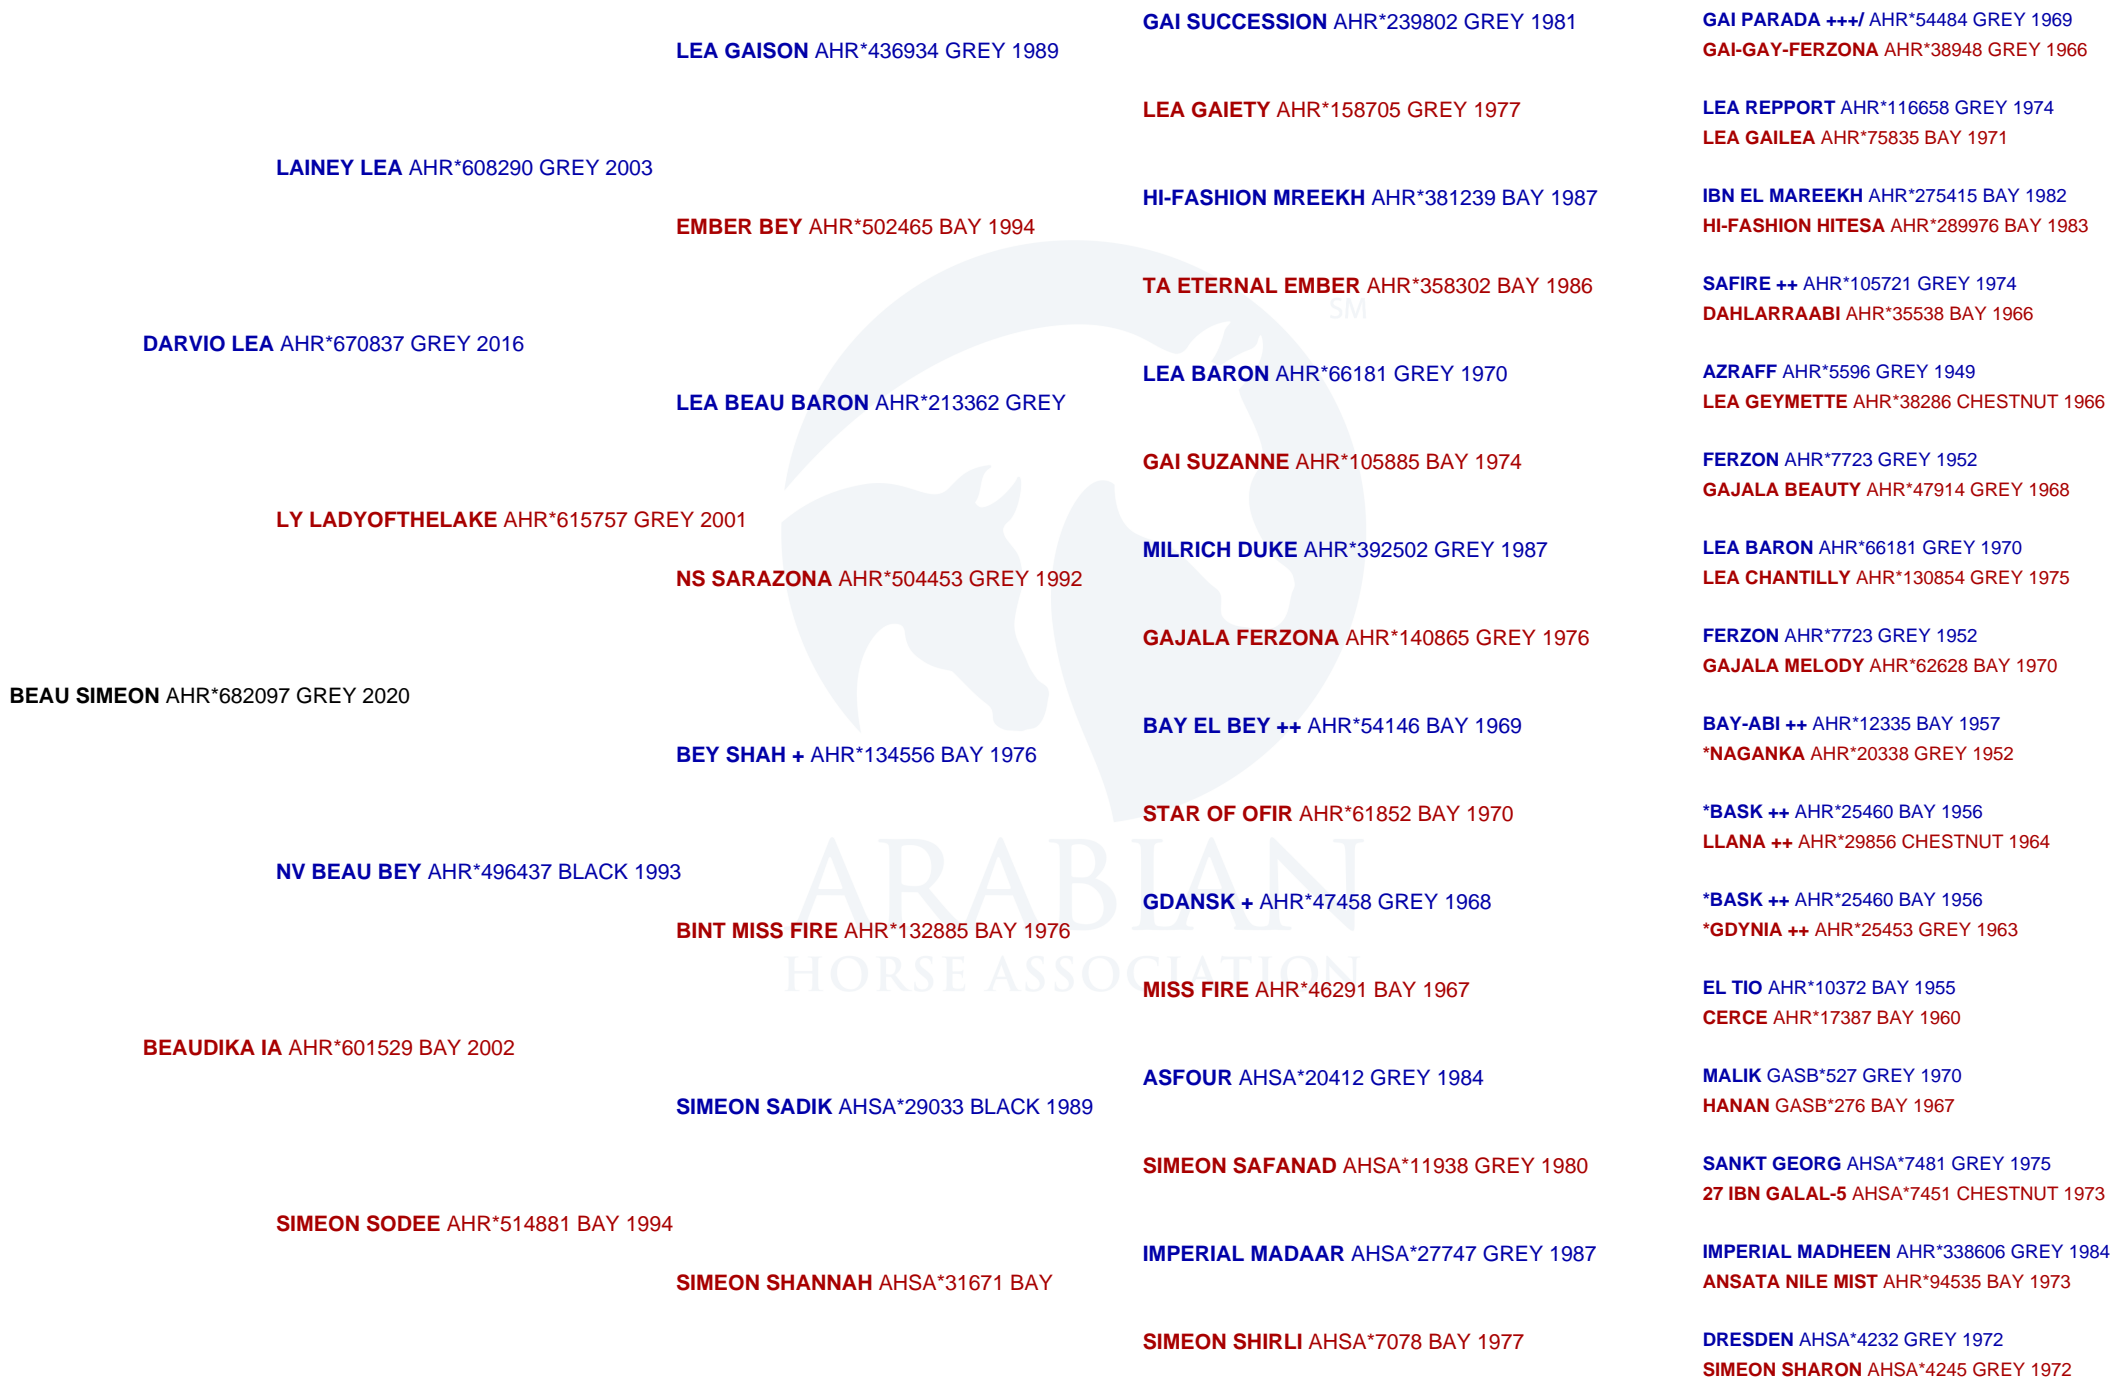 GAI SUCCESSION AHR*239802 GREY 1981
GAI PARADA +++/ AHR*54484 GREY 1969
LEA GAISON AHR*436934 GREY 1989
GAI-GAY-FERZONA AHR*38948 GREY 1966
LEA GAIETY AHR*158705 GREY 1977
LEA REPPORT AHR*116658 GREY 1974
LEA GAILEA AHR*75835 BAY 1971
LAINEY LEA AHR*608290 GREY 2003
HI-FASHION MREEKH AHR*381239 BAY 1987
IBN EL MAREEKH AHR*275415 BAY 1982
EMBER BEY AHR*502465 BAY 1994
HI-FASHION HITESA AHR*289976 BAY 1983
TA ETERNAL EMBER AHR*358302 BAY 1986
SAFIRE ++ AHR*105721 GREY 1974
SM
DAHLARRAABI AHR*35538 BAY 1966
DARVIO LEA AHR*670837 GREY 2016
LEA BARON AHR*66181 GREY 1970
AZRAFF AHR*5596 GREY 1949
LEA BEAU BARON AHR*213362 GREY
LEA GEYMETTE AHR*38286 CHESTNUT 1966
GAI SUZANNE AHR*105885 BAY 1974
FERZON AHR*7723 GREY 1952
GAJALA BEAUTY AHR*47914 GREY 1968
LY LADYOFTHELAKE AHR*615757 GREY 2001
MILRICH DUKE AHR*392502 GREY 1987
LEA BARON AHR*66181 GREY 1970
NS SARAZONA AHR*504453 GREY 1992
LEA CHANTILLY AHR*130854 GREY 1975
GAJALA FERZONA AHR*140865 GREY 1976
FERZON AHR*7723 GREY 1952
GAJALA MELODY AHR*62628 BAY 1970
BEAU SIMEON AHR*682097 GREY 2020
BAY EL BEY ++ AHR*54146 BAY 1969
BAY-ABI ++ AHR*12335 BAY 1957
BEY SHAH + AHR*134556 BAY 1976
*NAGANKA AHR*20338 GREY 1952
STAR OF OFIR AHR*61852 BAY 1970
*BASK ++ AHR*25460 BAY 1956
LLANA ++ AHR*29856 CHESTNUT 1964
NV BEAU BEY AHR*496437 BLACK 1993
ARABIAN
GDANSK + AHR*47458 GREY 1968
*BASK ++ AHR*25460 BAY 1956
BINT MISS FIRE AHR*132885 BAY 1976
*GDYNIA ++ AHR*25453 GREY 1963
HORSE ASSOCIATION
MISS FIRE AHR*46291 BAY 1967
EL TIO AHR*10372 BAY 1955
CERCE AHR*17387 BAY 1960
BEAUDIKA IA AHR*601529 BAY 2002
ASFOUR AHSA*20412 GREY 1984
MALIK GASB*527 GREY 1970
SIMEON SADIK AHSA*29033 BLACK 1989
HANAN GASB*276 BAY 1967
SIMEON SAFANAD AHSA*11938 GREY 1980
SANKT GEORG AHSA*7481 GREY 1975
27 IBN GALAL-5 AHSA*7451 CHESTNUT 1973
SIMEON SODEE AHR*514881 BAY 1994
IMPERIAL MADAAR AHSA*27747 GREY 1987
IMPERIAL MADHEEN AHR*338606 GREY 1984
SIMEON SHANNAH AHSA*31671 BAY
ANSATA NILE MIST AHR*94535 BAY 1973
SIMEON SHIRLI AHSA*7078 BAY 1977
DRESDEN AHSA*4232 GREY 1972
SIMEON SHARON AHSA*4245 GREY 1972